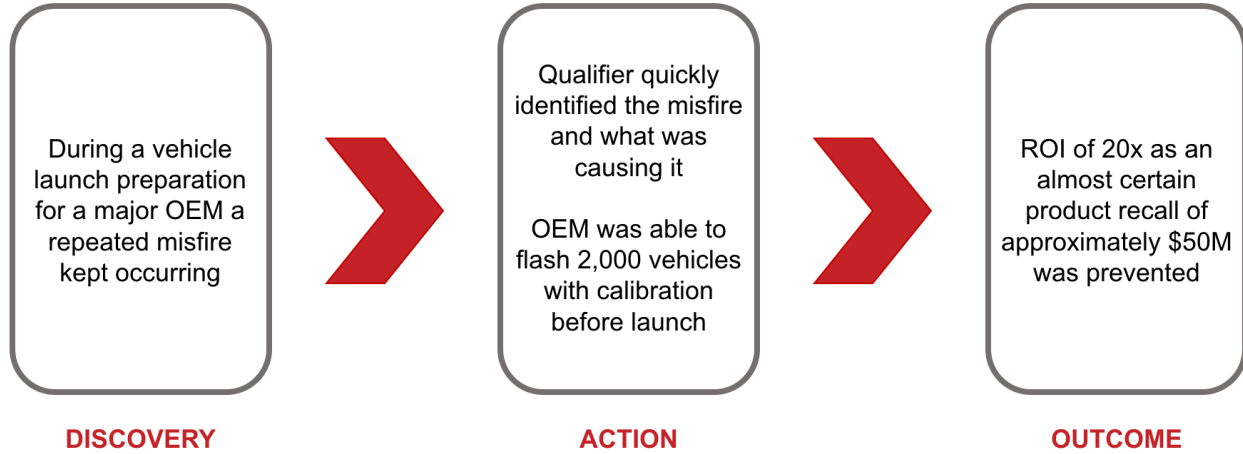 During a vehicle
launch preparation
for a major OEM a
repeated misfire
kept occurring
DISCOVERY
Qualifier quickly
identified the misfire
and what was
causing it
OEM was able to
flash 2,000 vehicles
with calibration
before launch
ACTION
ROI of 20x as an
almost certain
product recall of
approximately $50M
was prevented
OUTCOME